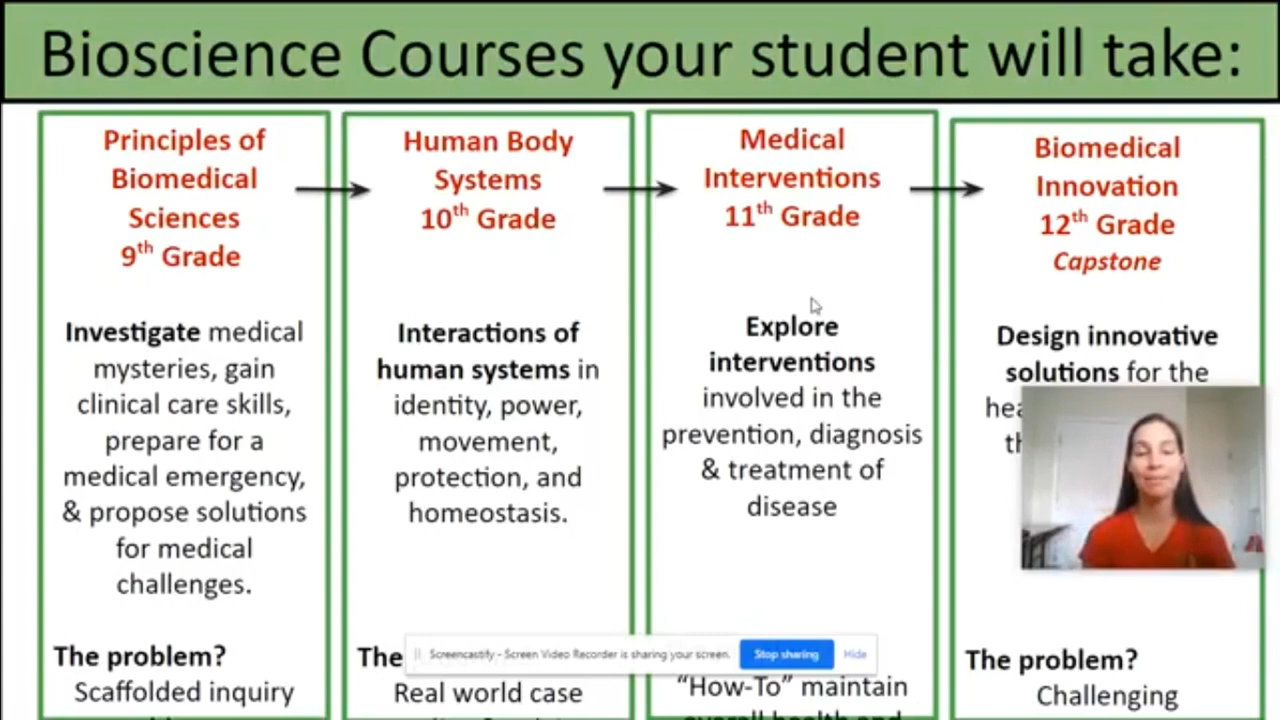 Bioscience Courses your student will take:
Principles of
Biomedical
Sciences
9th Grade
Investigate medical
mysteries, gain
clinical care skills,
prepare for a
medical emergency,
& propose solutions
for medical
challenges.
The problem?
Scaffolded inquiry
Human Body
Systems
10th Grade
Interactions of
human systems in
identity, power,
movement,
protection, and
homeostasis.
The
Real world case
Medical
Interventions
11th Grade
Explore
interventions
involved in the
prevention, diagnosis
& treatment of
disease
"How-To" maintain
overall health and
Biomedical
Innovation
12th Grade
Capstone
Design innovative
solutions for the
The problem?
Challenging
Screencastify - Screen Video Recorder is sharing your screen.
Stop sharing
Hide